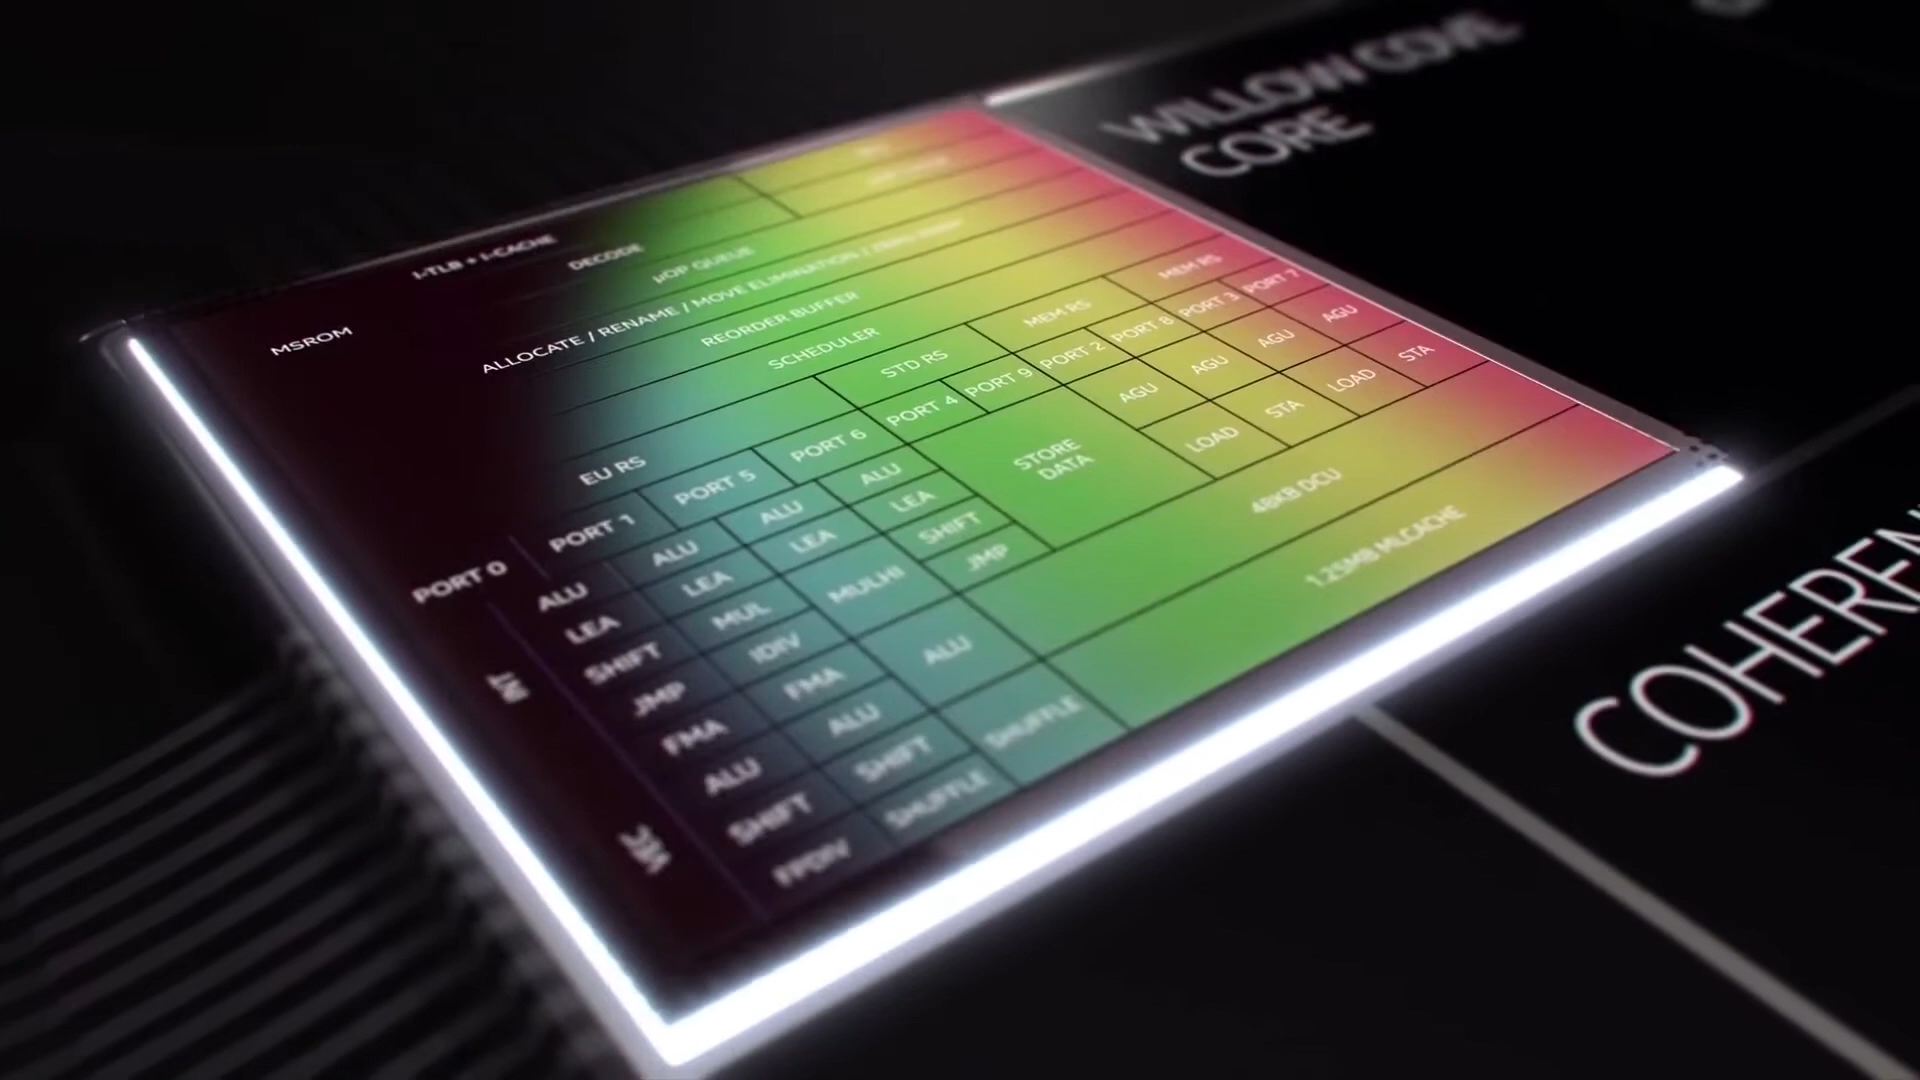 WILLOW COVE
CORE
I-TLB + I-CACHE
DECODE
µOP QUEUE
MSROM
ALLOCATE / RENAME / MOVE ELIMINATION /
REORDER BUFFER
SCHEDULER
EU RS
STD RS
MEM RS
MEM RS
PORT 0
PORT 1
PORT 5
PORT 6
PORT 4
PORT 9
PORT 2
PORT 8
PORT 3
PORT 7
INT
VEC
ALU
LEA
SHIFT
JMP
FMA
ALU
SHIFT
FPDIV
ALU
LEA
MUL
IDIV
FMA
ALU
SHIFT
SHUFFLE
ALU
LEA
MULHI
ALU
SHUFFLE
ALU
LEA
SHIFT
JMP
STORE
DATA
AGU
LOAD
AGU
STA
AGU
LOAD
AGU
STA
48KB DCU
1.25MB MLCACHE
COHEREN